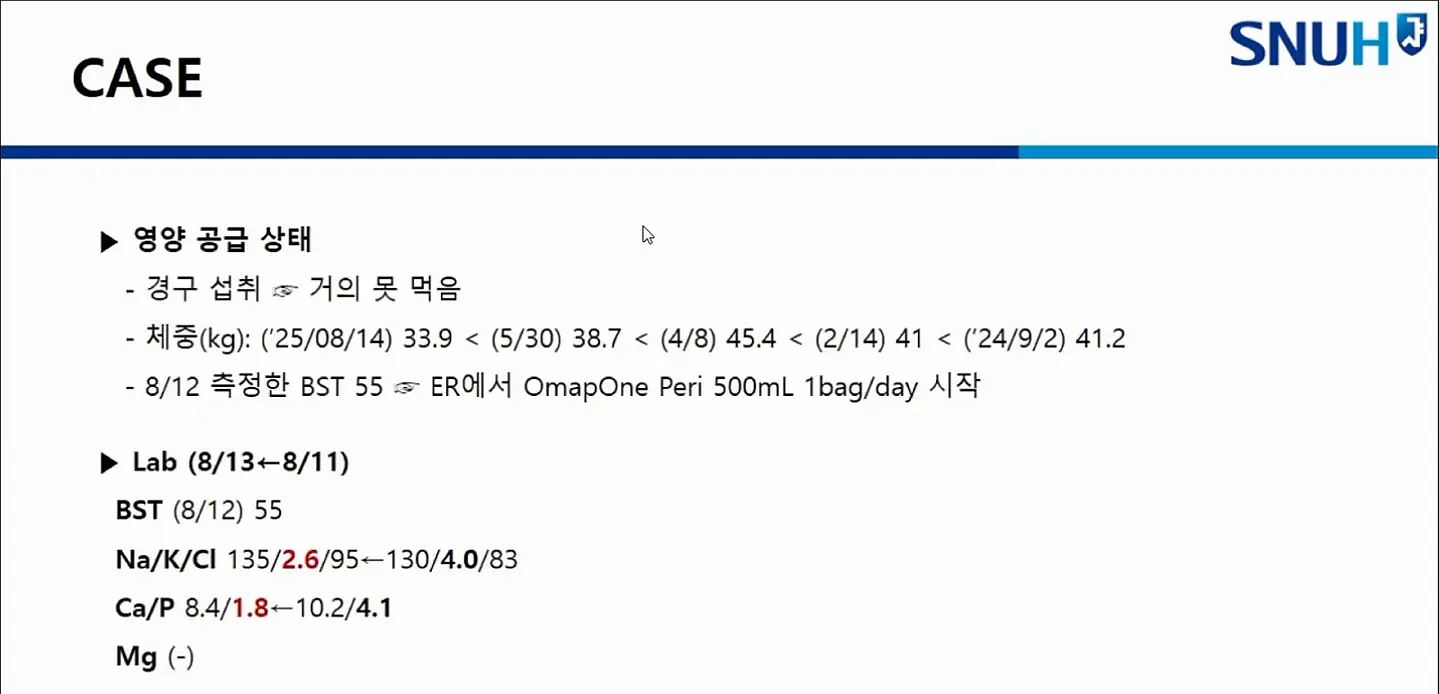 SNUH
CASE
▶ 영양 공급 상태
- 경구 섭취 ☞ 거의 못 먹음
- 체중(kg): ('25/08/14) 33.9 < (5/30) 38.7 < (4/8) 45.4 < (2/14) 41 < ('24/9/2) 41.2
- 8/12 측정한 BST 55 ☞ ER에서 OmapOne Peri 500mL 1bag/day 시작
▶ Lab (8/13←8/11)
BST (8/12) 55
Na/K/Cl 135/2.6/95←130/4.0/83
Ca/P 8.4/1.8←10.2/4.1
Mg (-)